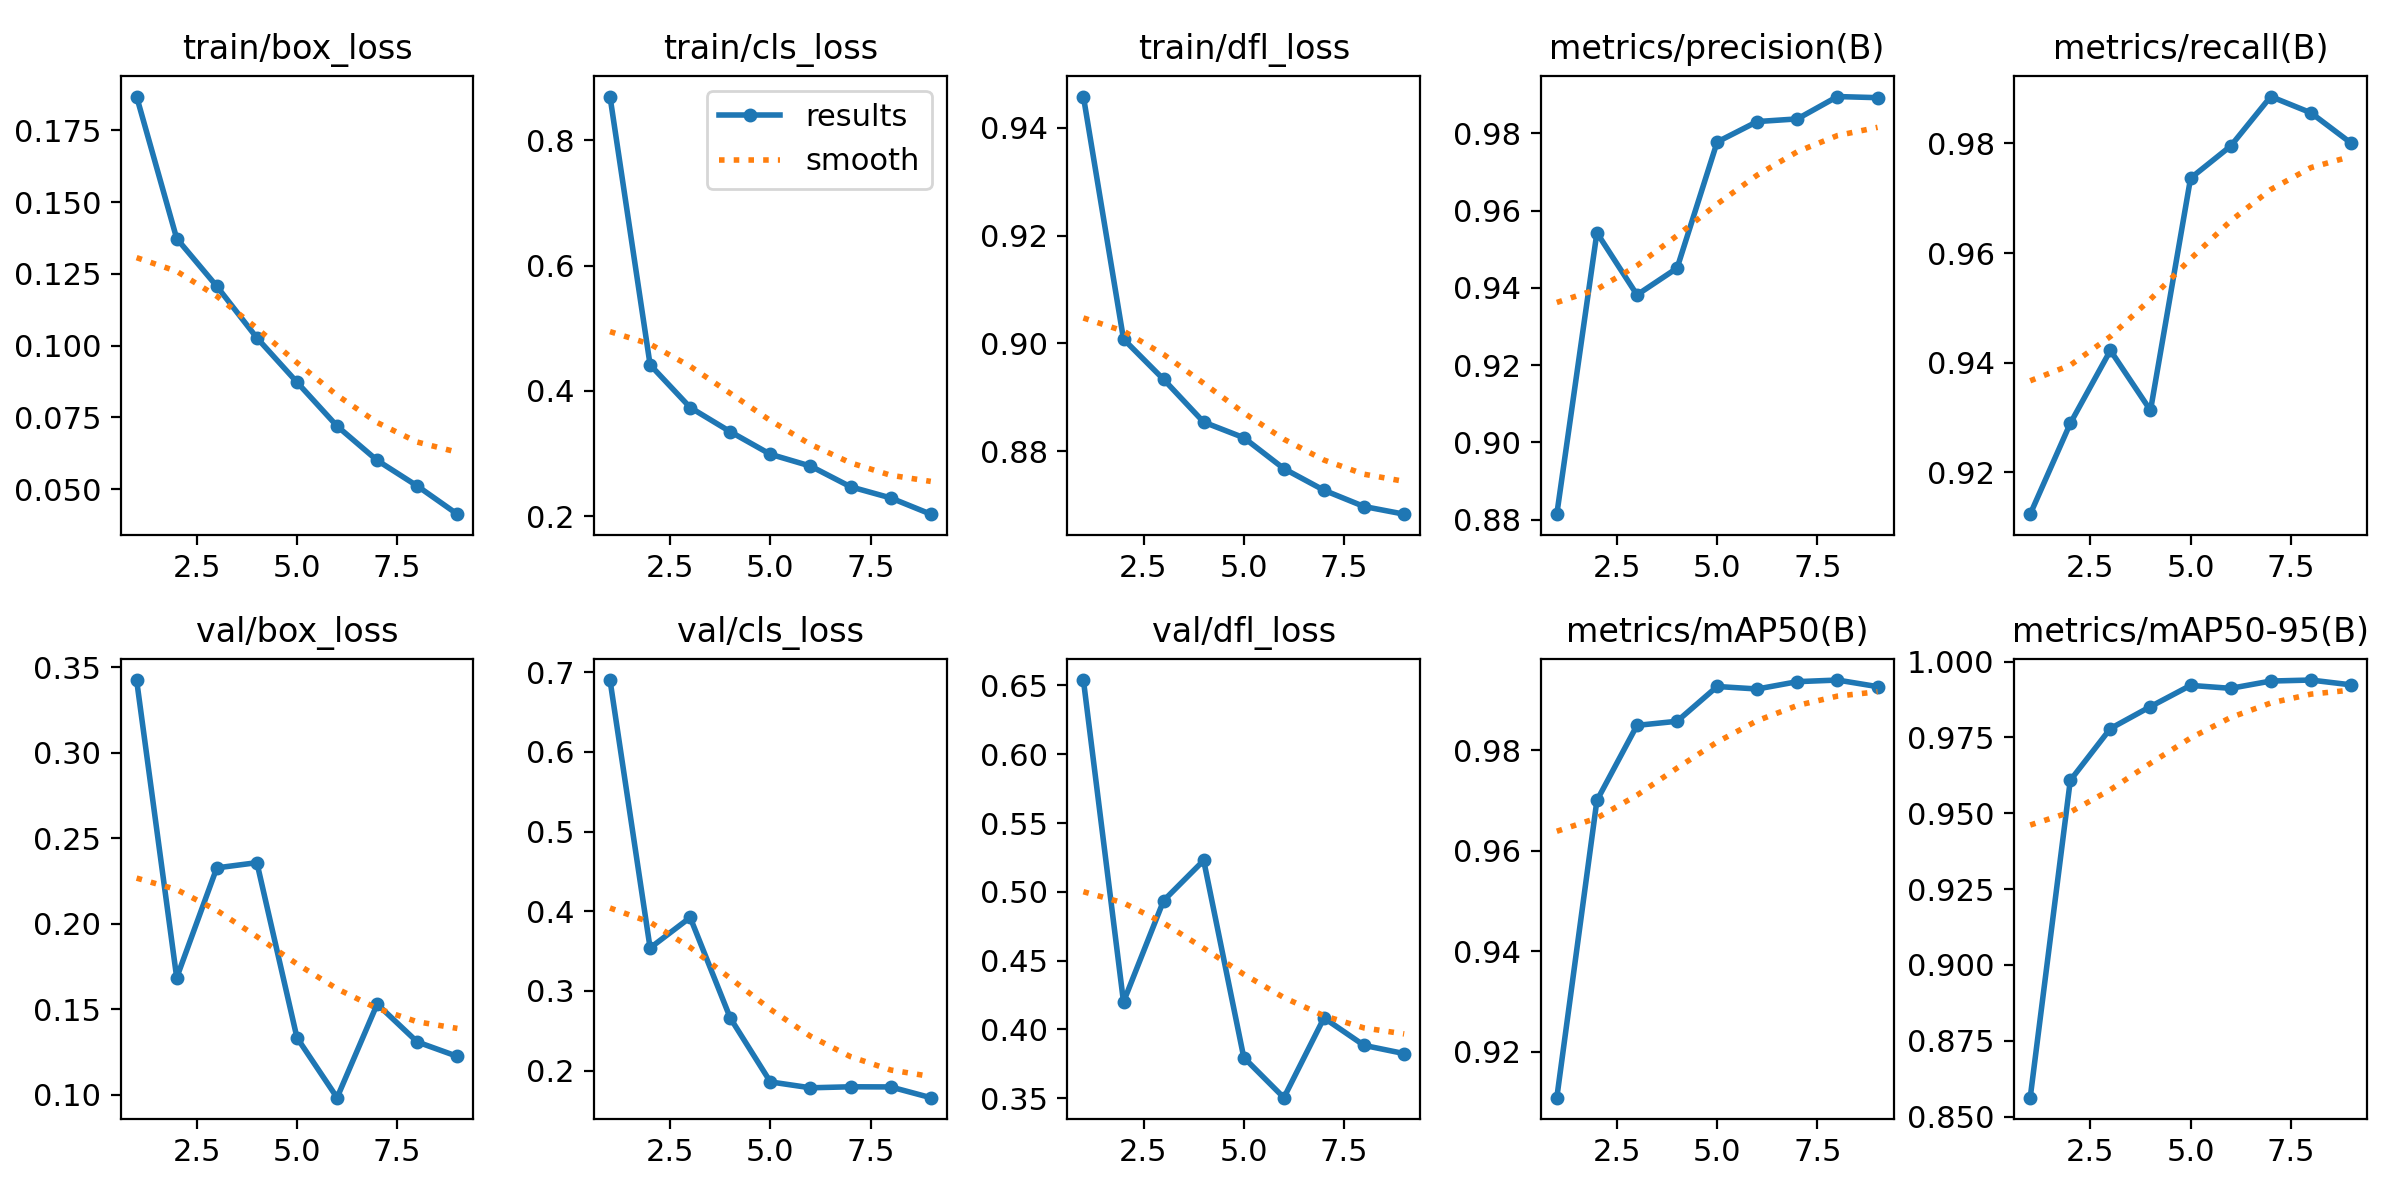 train/box_loss
0.175
0.150
0.125
0.100
0.075
0.050
2.5 5.0 7.5
train/cls_loss
results
smooth
0.8
0.6
0.4
0.2
2.5 5.0 7.5
train/dfl_loss
0.94
0.92
0.90
0.88
2.5 5.0 7.5
metrics/precision(B)
0.98
0.96
0.94
0.92
0.90
0.88
2.5 5.0 7.5
metrics/recall(B)
0.98
0.96
0.94
0.92
2.5 5.0 7.5
val/box_loss
0.35
0.30
0.25
0.20
0.15
0.10
2.5 5.0 7.5
val/cls_loss
0.7
0.6
0.5
0.4
0.3
0.2
2.5 5.0 7.5
val/dfl_loss
0.65
0.60
0.55
0.50
0.45
0.40
0.35
2.5 5.0 7.5
metrics/mAP50(B)
0.98
0.96
0.94
0.92
2.5 5.0 7.5
metrics/mAP50-95(B)
1.000
0.975
0.950
0.925
0.900
0.875
0.850
2.5 5.0 7.5